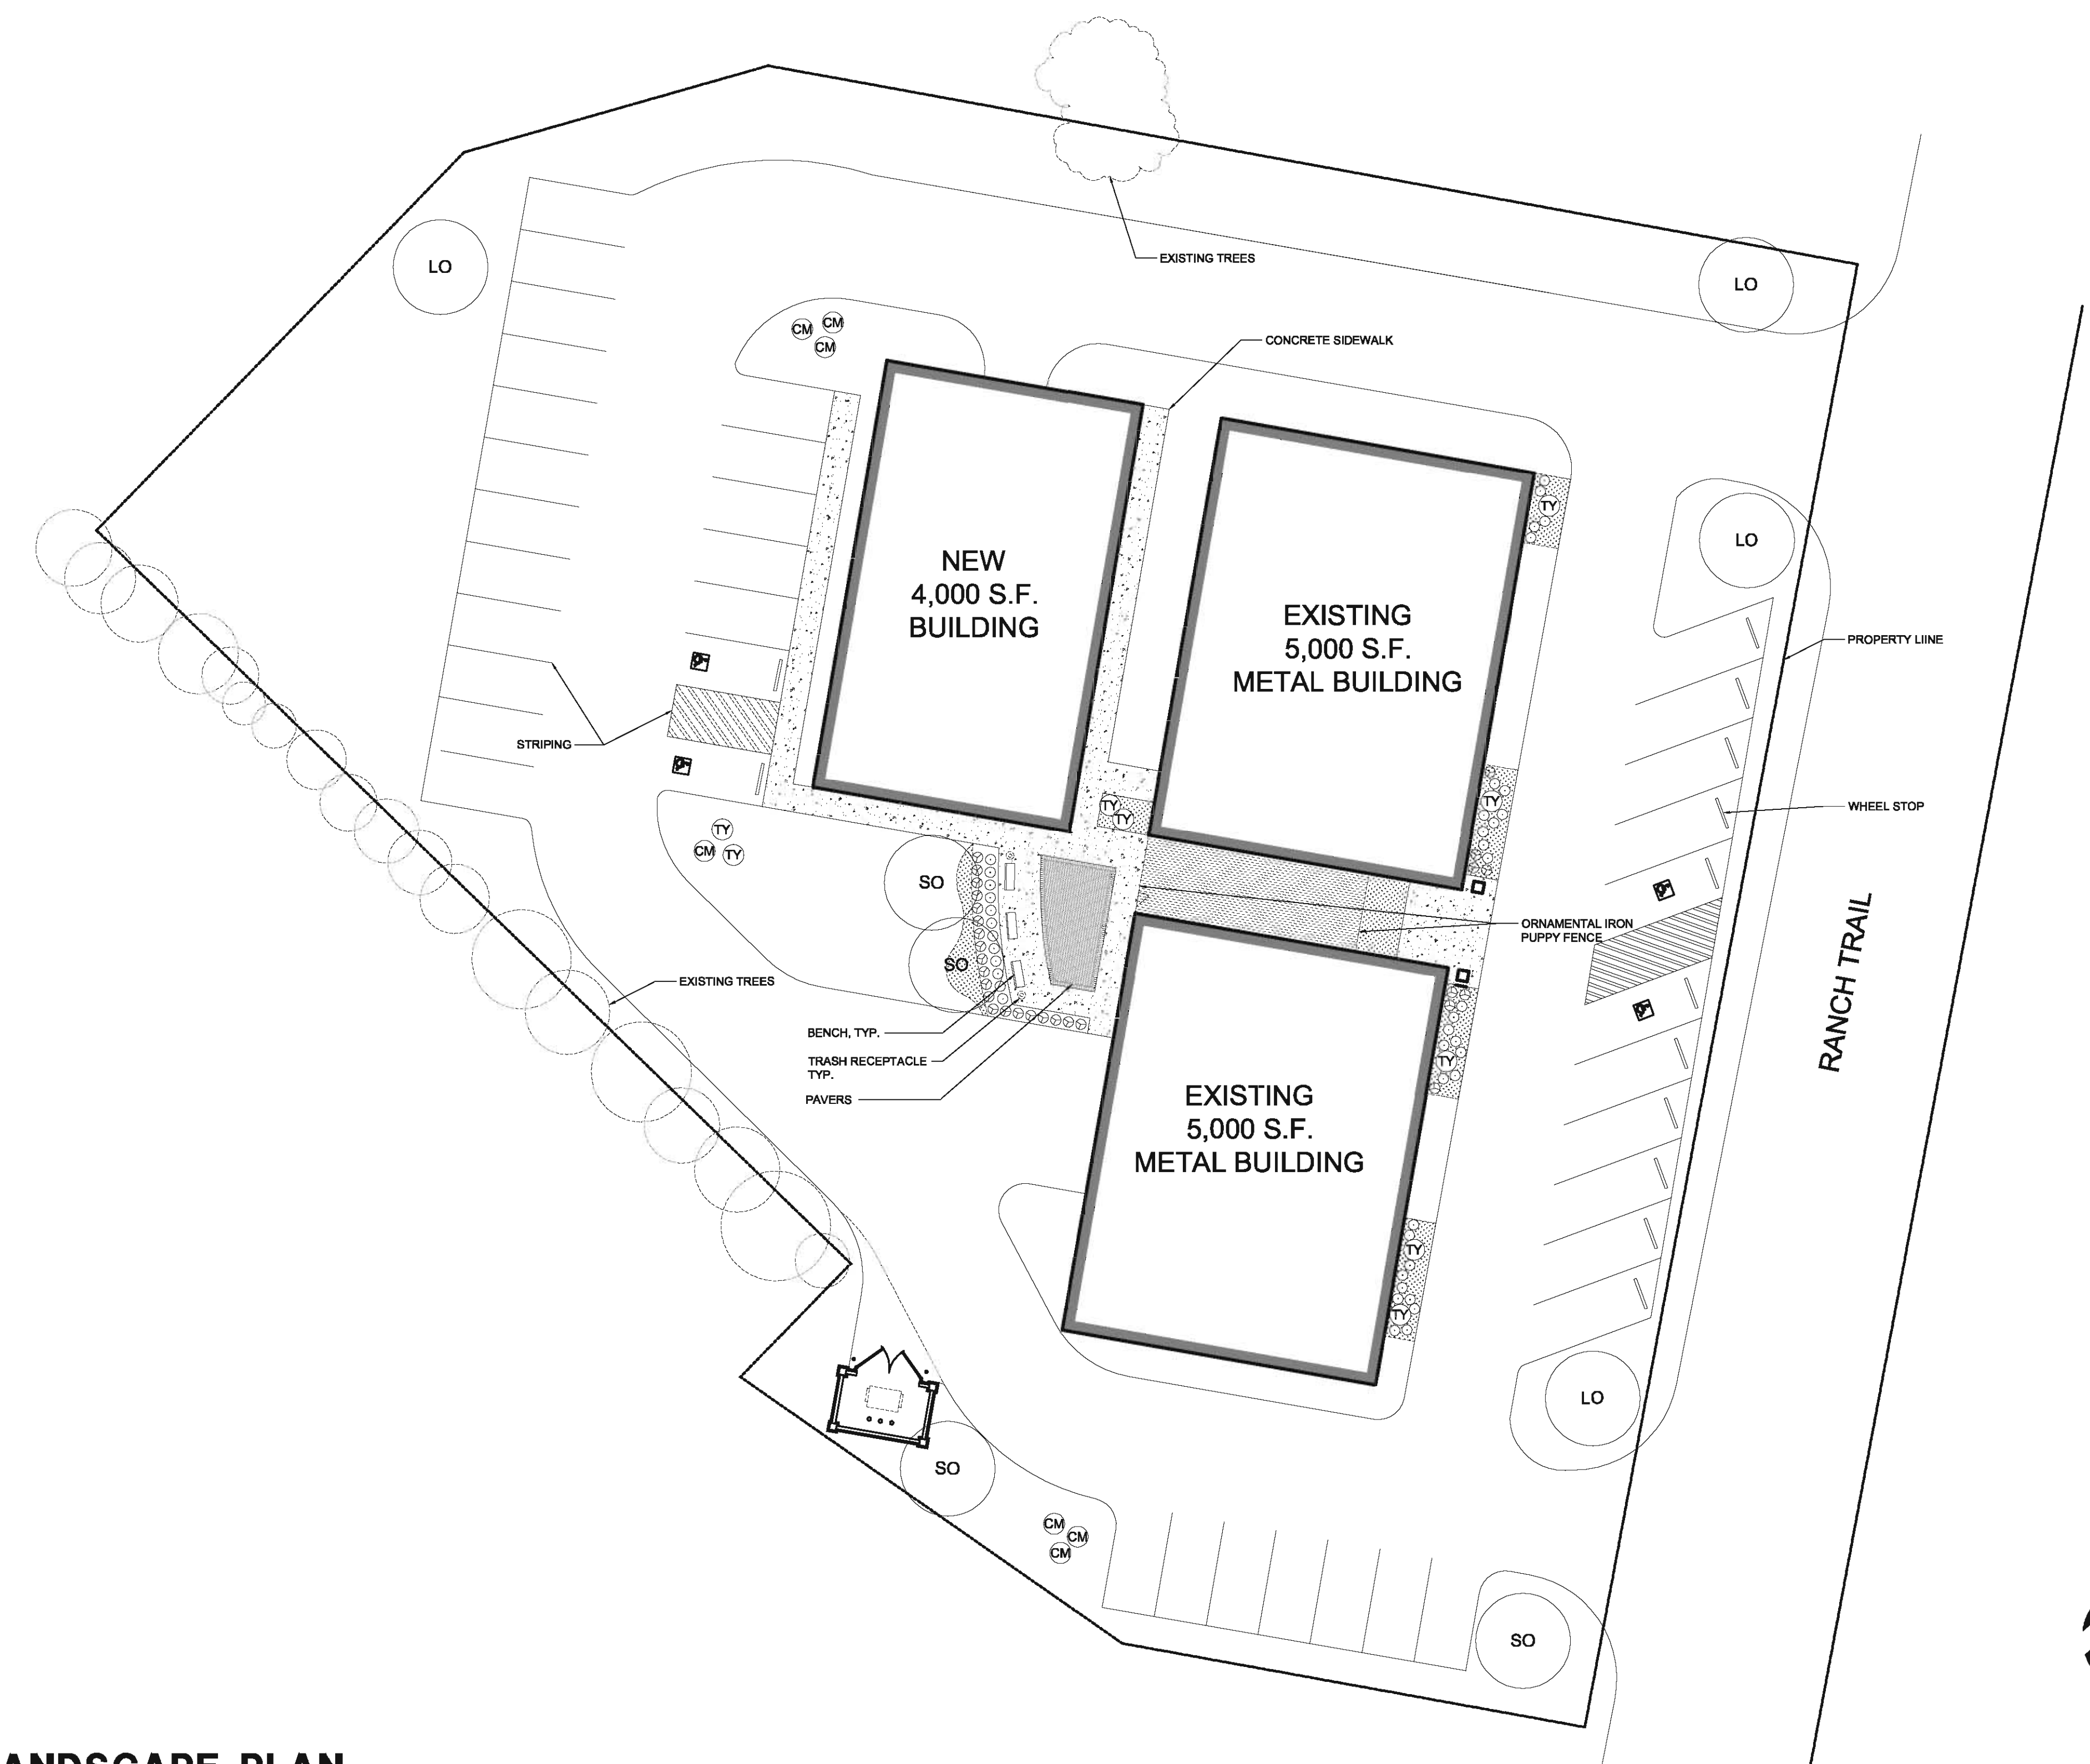 EXISTING TREES
LO
LO
CM
CM
CM
CONCRETE SIDEWALK
TY
LO
NEW
4,000 S.F.
BUILDING
EXISTING
5,000 S.F.
METAL BUILDING
PROPERTY LIINE
STRIPING
TY
TY
TY
WHEEL STOP
TY
CM
TY
SO
SO
ORNAMENTAL IRON
PUPPY FENCE
RANCH TRAIL
EXISTING TREES
BENCH, TYP.
TRASH RECEPTACLE
TYP.
PAVERS
TY
EXISTING
5,000 S.F.
METAL BUILDING
TY
TY
LO
SO
CM
CM
CM
SO
ANDSCAPE PLAN